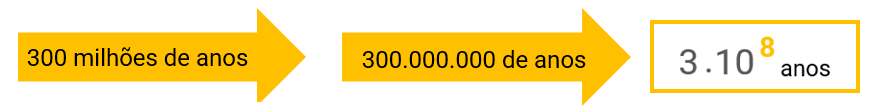 300 milhões de anos
300.000.000 de anos
3.10⁸ anos